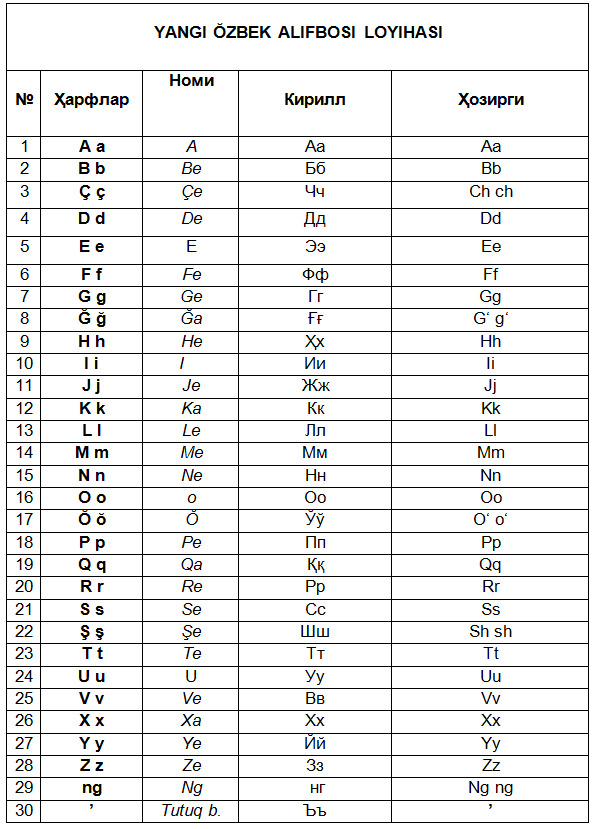 YANGI ŎZBEK ALIFBOSI LOYIHASI
№ Ҳарфлар Номи Кирилл Ҳозирги
1 A a A Аа Aa
2 B b Be Бб Bb
3 Ç ç Çe Чч Ch ch
4 D d De Дд Dd
5 E e E Ээ Ee
6 F f Fe Фф Ff
7 G g Ge Гг Gg
8 Ğ ğ Ğa Ғғ G‘ g‘
9 H h He Ҳҳ Hh
10 I i I Ии Ii
11 J j Je Жж Jj
12 K k Ka Кк Kk
13 L l Le Лл Ll
14 M m Me Мм Mm
15 N n Ne Нн Nn
16 O o o Оо Oo
17 Ŏ ŏ Ŏ Ўў O‘ o‘
18 P p Pe Пп Pp
19 Q q Qa Ққ Qq
20 R r Re Рр Rr
21 S s Se Сс Ss
22 Ş ş Şe Шш Sh sh
23 T t Te Тт Tt
24 U u U Уу Uu
25 V v Ve Вв Vv
26 X x Xa Хх Xx
27 Y y Ye Йй Yy
28 Z z Ze Зз Zz
29 ng Ng нг Ng ng
30 ’ Tutuq b. Ъъ ’